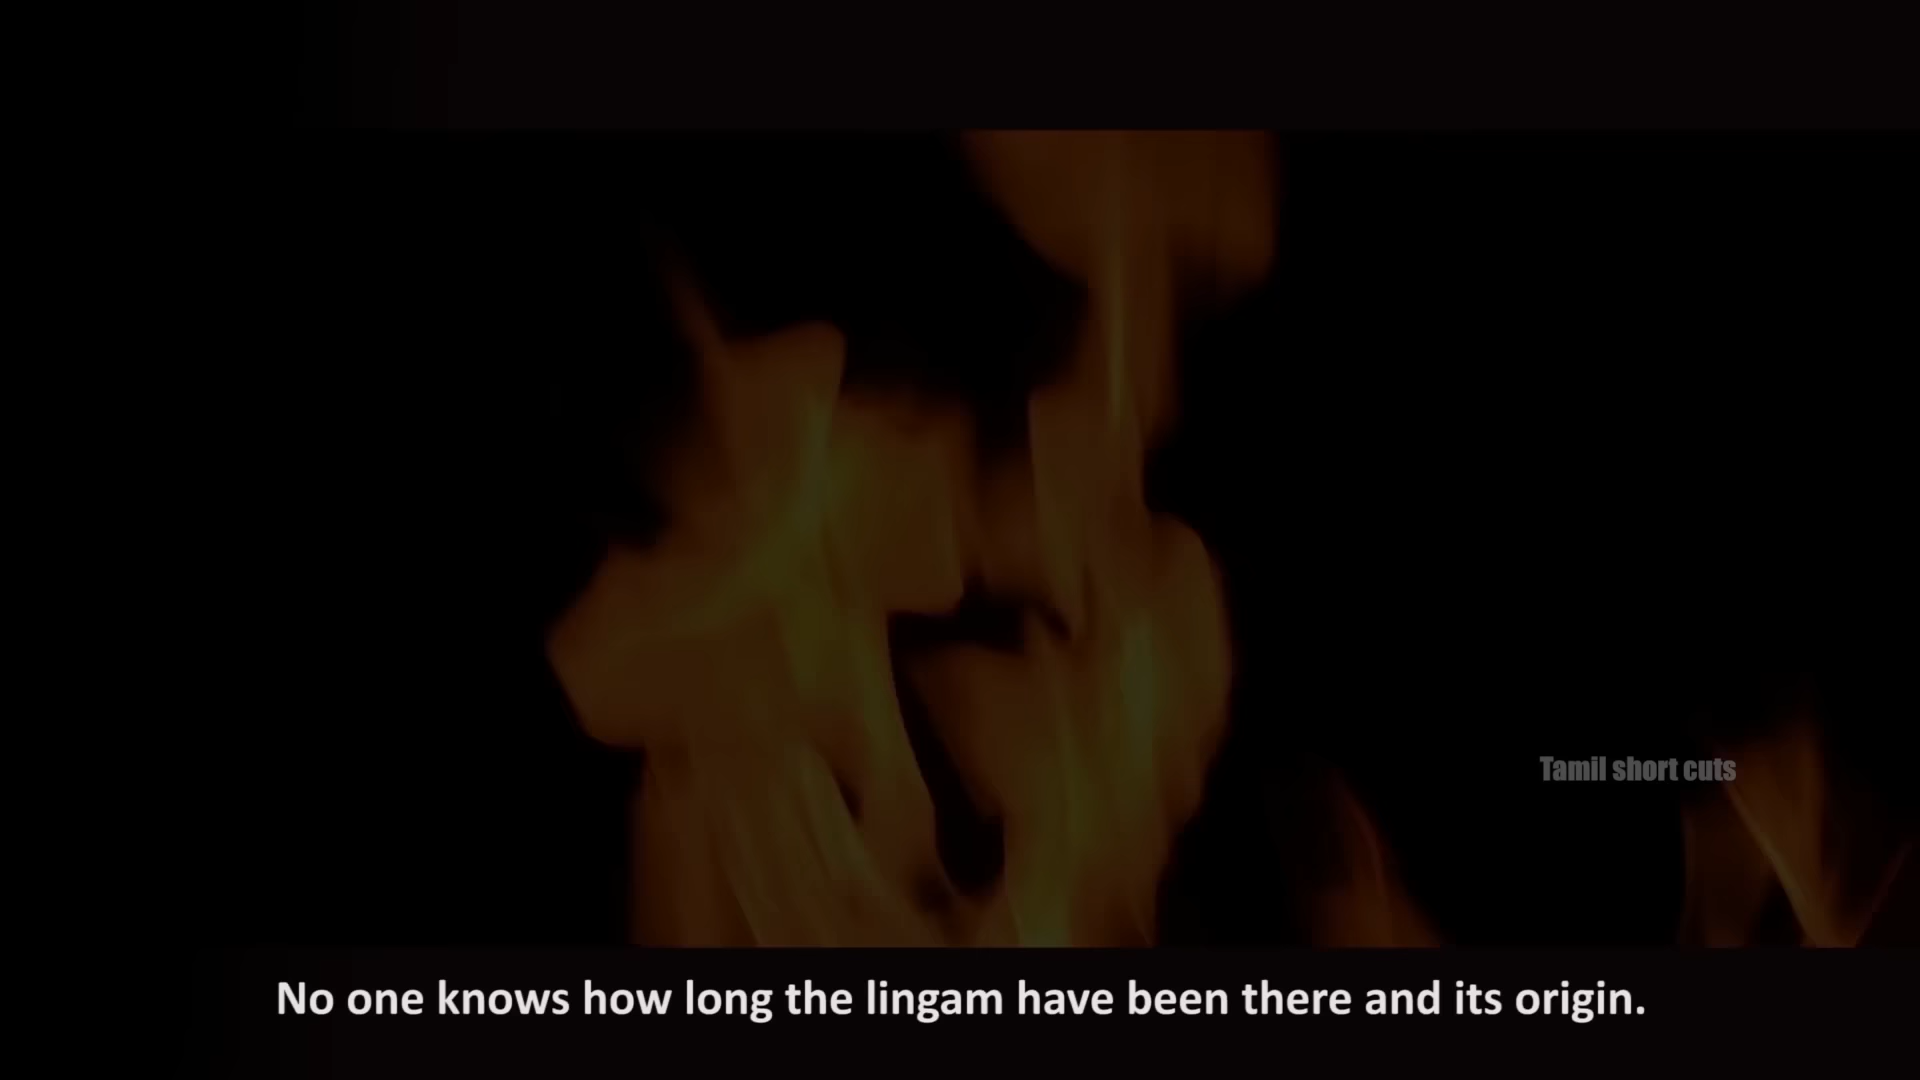 Tamil short cuts
No one knows how long the lingam have been there and its origin.